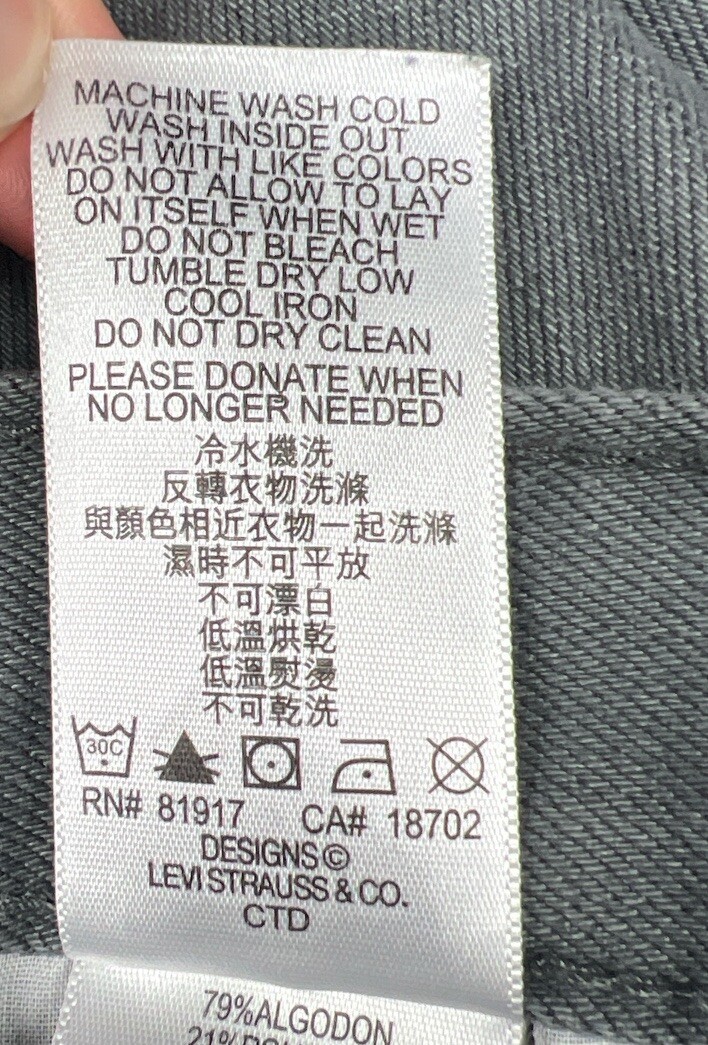 MACHINE WASH COLD
WASH INSIDE OUT
WASH WITH LIKE COLORS
DO NOT ALLOW TO LAY
ON ITSELF WHEN WET
DO NOT BLEACH
TUMBLE DRY LOW
COOL IRON
DO NOT DRY CLEAN
PLEASE DONATE WHEN
NO LONGER NEEDED
冷水機洗
反轉衣物洗滌
與顏色相近衣物一起洗滌
濕時不可平放
不可漂白
低溫烘乾
低溫熨燙
不可乾洗
30C
RN# 81917 CA# 18702
DESIGNS©
LEVI STRAUSS & CO.
CTD
79%ALGODON